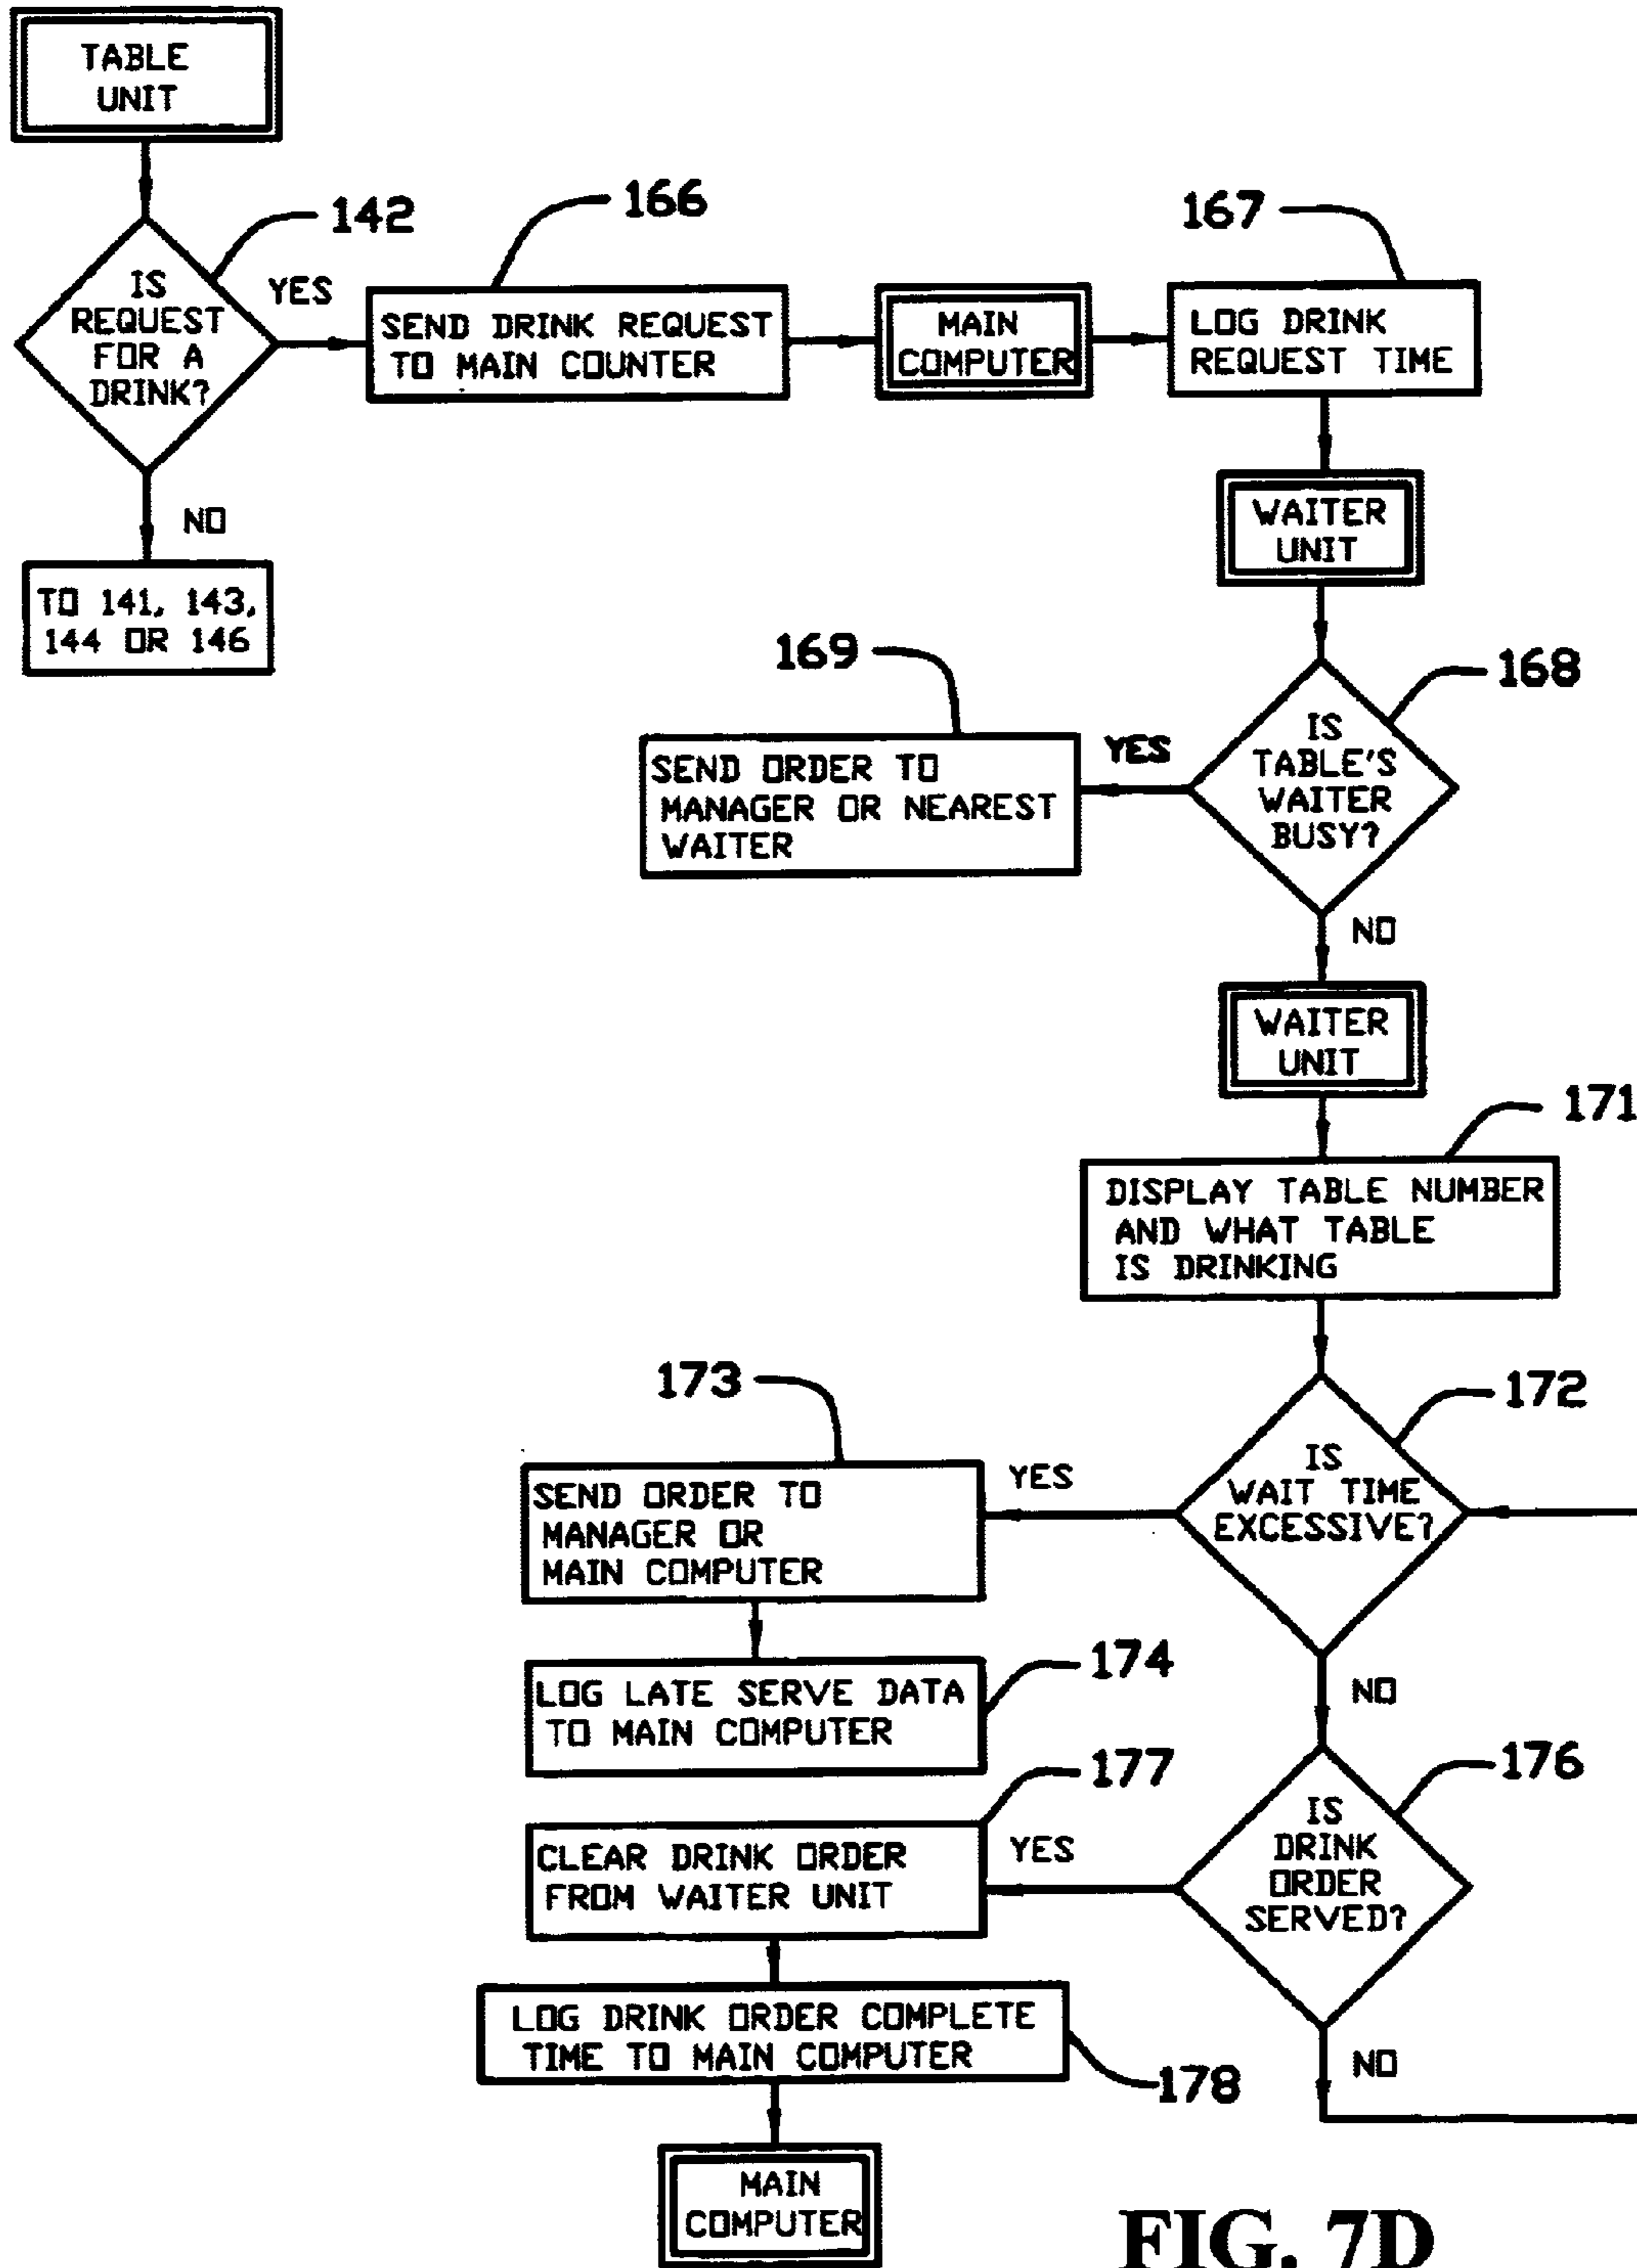 TABLE
UNIT
142
166
167
IS
REQUEST
FOR A
DRINK?
YES
SEND DRINK REQUEST
TO MAIN COUNTER
MAIN
COMPUTER
LOG DRINK
REQUEST TIME
NO
TO 141, 143,
144 OR 146
WAITER
UNIT
169
168
IS
TABLE'S
WAITER
BUSY?
YES
SEND ORDER TO
MANAGER OR NEAREST
WAITER
NO
WAITER
UNIT
171
DISPLAY TABLE NUMBER
AND WHAT TABLE
IS DRINKING
173
172
IS
WAIT TIME
EXCESSIVE?
YES
SEND ORDER TO
MANAGER OR
MAIN COMPUTER
174
LOG LATE SERVE DATA
TO MAIN COMPUTER
NO
177
176
IS
DRINK
ORDER
SERVED?
YES
CLEAR DRINK ORDER
FROM WAITER UNIT
LOG DRINK ORDER COMPLETE
TIME TO MAIN COMPUTER
178
NO
MAIN
COMPUTER
FIG. 7D